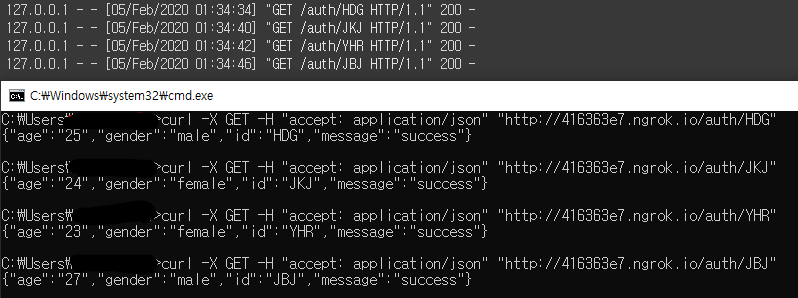 127.0.0.1 - - [05/Feb/2020 01:34:34] "GET /auth/HDG HTTP/1.1" 200 -
127.0.0.1 - - [05/Feb/2020 01:34:40] "GET /auth/JKJ HTTP/1.1" 200 -
127.0.0.1 - - [05/Feb/2020 01:34:42] "GET /auth/YHR HTTP/1.1" 200 -
127.0.0.1 - - [05/Feb/2020 01:34:46] "GET /auth/JBJ HTTP/1.1" 200 -
C:₩Windows₩system32₩cmd.exe
C:₩Users₩ >curl -X GET -H "accept: application/json" "http://416363e7.ngrok.io/auth/HDG"
{"age":"25","gender":"male","id":"HDG","message":"success"}
C:₩Users₩ >curl -X GET -H "accept: application/json" "http://416363e7.ngrok.io/auth/JKJ"
{"age":"24","gender":"female","id":"JKJ","message":"success"}
C:₩Users₩ >curl -X GET -H "accept: application/json" "http://416363e7.ngrok.io/auth/YHR"
{"age":"23","gender":"female","id":"YHR","message":"success"}
C:₩Users₩ >curl -X GET -H "accept: application/json" "http://416363e7.ngrok.io/auth/JBJ"
{"age":"27","gender":"male","id":"JBJ","message":"success"}